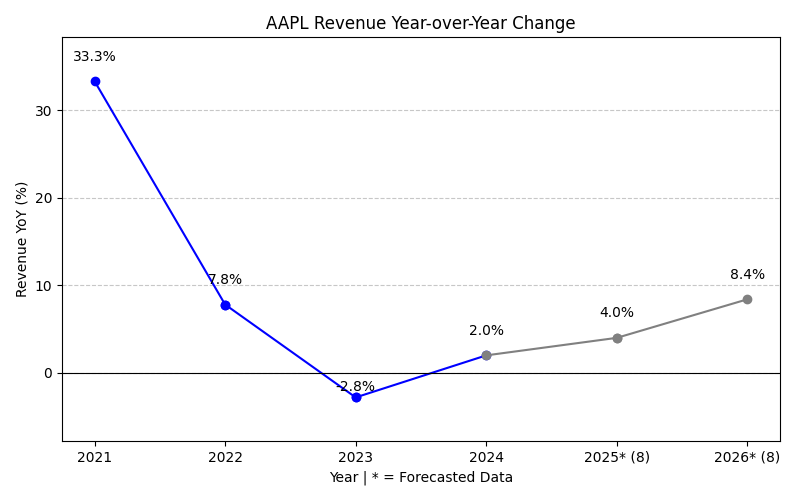 AAPL Revenue Year-over-Year Change
33.3%
30
20
7.8%
10
8.4%
4.0%
2.0%
0
-2.8%
Revenue YoY (%)
2021 2022 2023 2024 2025* (8) 2026* (8)
Year | * = Forecasted Data